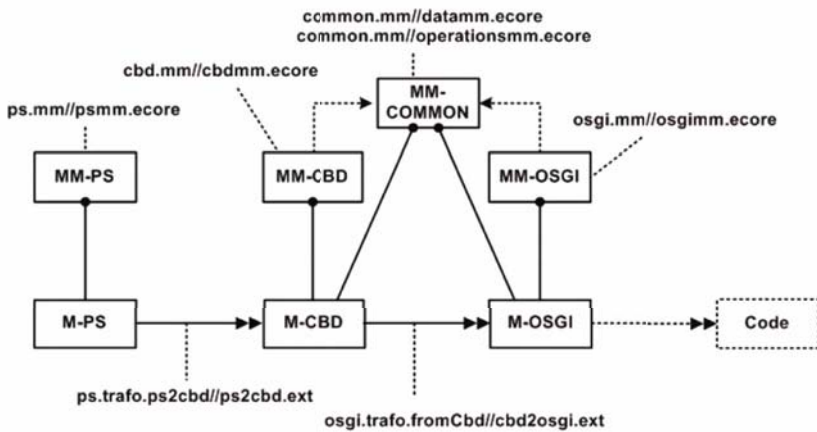 common.mm//datamm.ecore
common.mm//operationsmm.ecore
cbd.mm//cbdmm.ecore
MM-
COMMON
ps.mm//psmm.ecore
osgi.mm//osgimm.ecore
MM-PS
MM-CBD
MM-OSGI
M-PS
M-CBD
M-OSGI
Code
ps.trafo.ps2cbd//ps2cbd.ext
osgi.trafo.fromCbd//cbd2osgi.ext